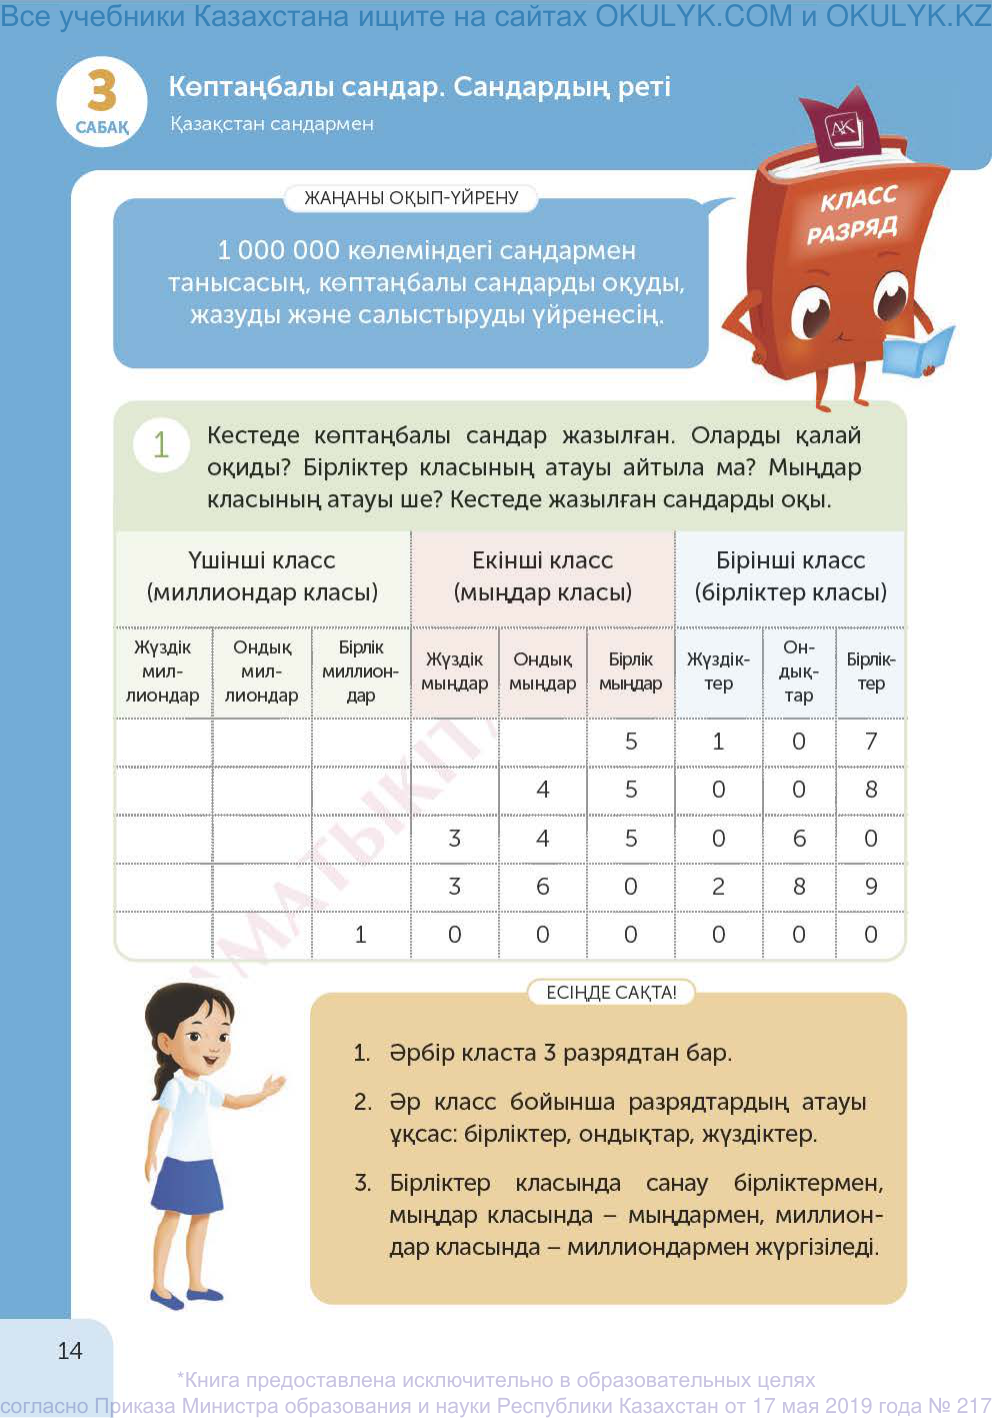 Все учебники Казахстана ищите на сайтах OKULYK.COM и OKULYK.KZ
3
САБАҚ
Көптаңбалы сандар. Сандардың реті
Қазақстан сандармен
ЖАҢАНЫ ОҚЫП-ҮЙРЕНУ
1 000 000 көлеміндегі сандармен
танысасың, көптаңбалы сандарды оқуды,
жазуды және салыстыруды үйренесің.
АК
КЛАСС
РАЗРЯД
1
Кестеде көптаңбалы сандар жазылған. Оларды қалай
оқиды? Бірліктер класының атауы айтыла ма? Мыңдар
класының атауы ше? Кестеде жазылған сандарды оқы.
Үшінші класс
(миллиондар класы)
Екінші класс
(мыңдар класы)
Бірінші класс
(бірліктер класы)
Жүздік
мил-
лиондар
Ондық
мил-
лиондар
Бірлік
миллион-
дар
Жүздік
мыңдар
Ондық
мыңдар
Бірлік
мыңдар
Жүздік-
тер
Он-
дық-
тар
Бірлік-
тер
5 1 0 7
4 5 0 0 8
3 4 5 0 6 0
3 6 0 2 8 9
1 0 0 0 0 0 0
АМАТЫКІТАП
ЕСІҢДЕ САҚТА!
1. Әрбір класта 3 разрядтан бар.
2. Әр класс бойынша разрядтардың атауы
ұқсас: бірліктер, ондықтар, жүздіктер.
3. Бірліктер класында санау бірліктермен,
мыңдар класында – мыңдармен, миллион-
дар класында – миллиондармен жүргізіледі.
14
*Книга предоставлена исключительно в образовательных целях
согласно Приказа Министра образования и науки Республики Казахстан от 17 мая 2019 года № 217